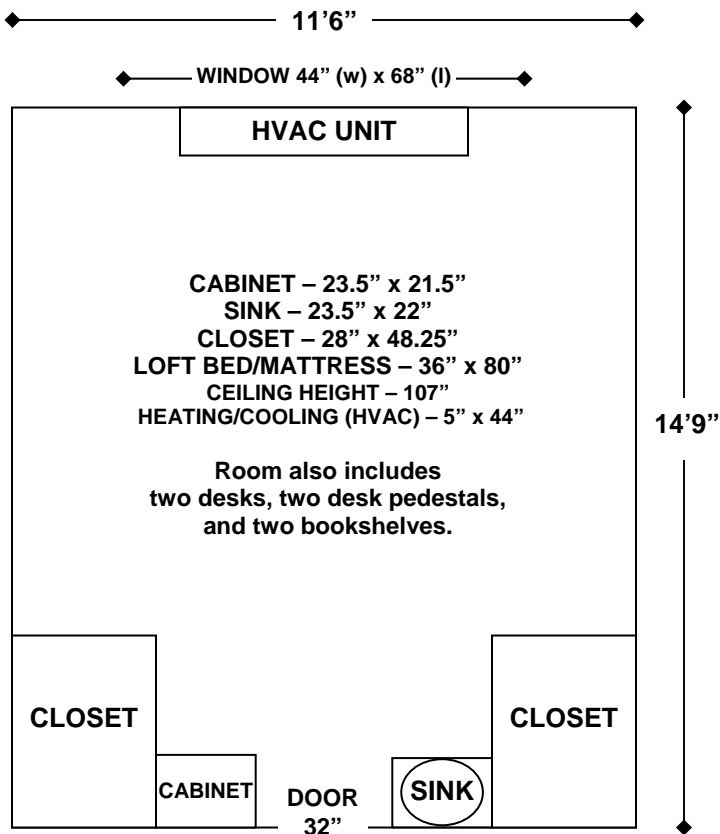 11’6”
WINDOW 44” (w) x 68” (l)
HVAC UNIT
CABINET – 23.5” x 21.5”
SINK – 23.5” x 22”
CLOSET – 28” x 48.25”
LOFT BED/MATTRESS – 36” x 80”
CEILING HEIGHT – 107”
HEATING/COOLING (HVAC) – 5” x 44”
14’9”
Room also includes
two desks, two desk pedestals,
and two bookshelves.
CLOSET
CLOSET
CABINET
DOOR
32”
SINK